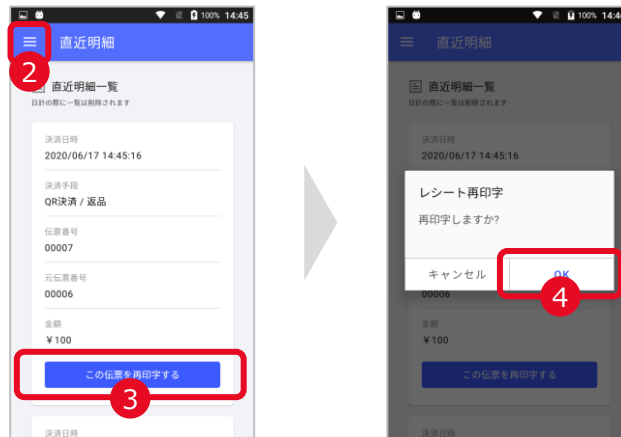 100% 14:45
直近明細
2
直近明細一覧
日計の際に一覧は削除されます
決済日時
2020/06/17 14:45:16
決済手段
QR決済 / 返品
伝票番号
00007
元伝票番号
00006
金額
￥100
この伝票を再印字する
3
決済日時
100% 14:4
直近明細
直近明細一覧
日計の際に一覧は削除されます
決済日時
2020/06/17 14:45:16
レシート再印字
再印字しますか?
キャンセル
OK
4
00006
金額
￥100
この伝票を再印字する
決済日時